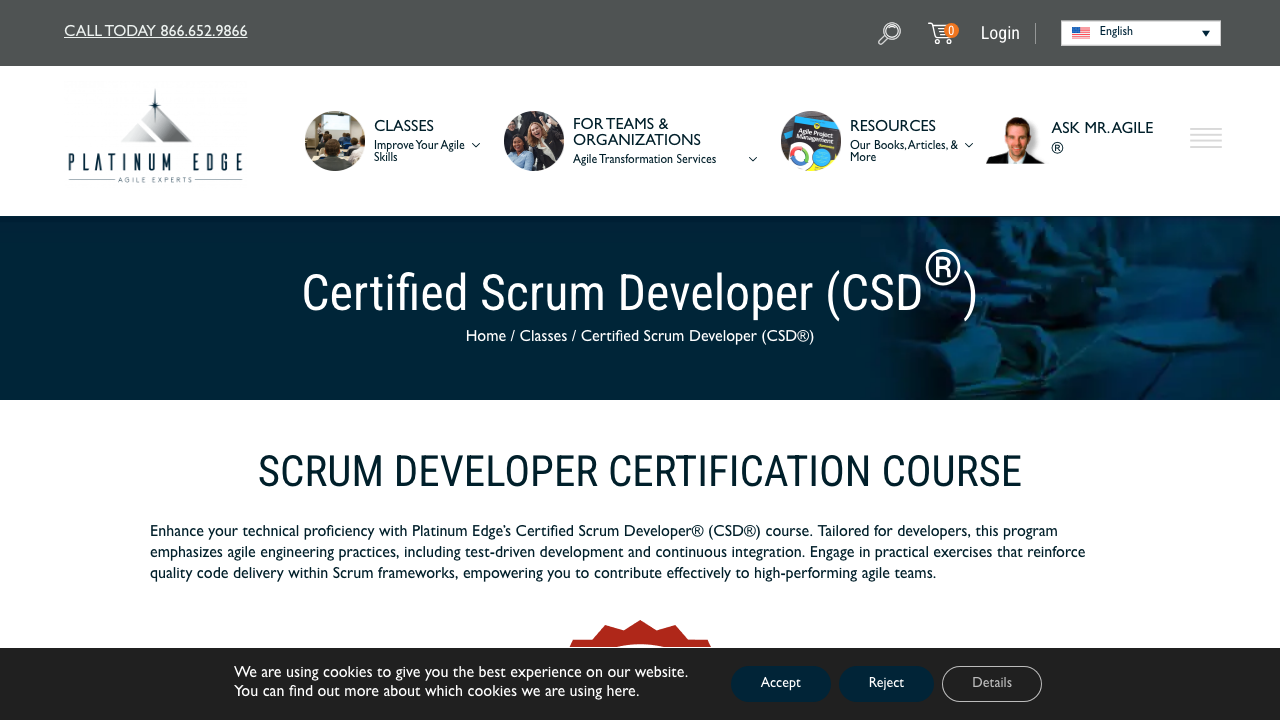 CALL TODAY 866.652.9866
0
Login
English
PLATINUM EDGE
AGILE EXPERTS
CLASSES
Improve Your Agile
Skills
FOR TEAMS &
ORGANIZATIONS
Agile Transformation Services
Agile Project
Management
RESOURCES
Our Books, Articles, &
More
ASK MR. AGILE
®
Certified Scrum Developer (CSD®)
Home / Classes / Certified Scrum Developer (CSD®)
SCRUM DEVELOPER CERTIFICATION COURSE
Enhance your technical proficiency with Platinum Edge's Certified Scrum Developer® (CSD®) course. Tailored for developers, this program
emphasizes agile engineering practices, including test-driven development and continuous integration. Engage in practical exercises that reinforce
quality code delivery within Scrum frameworks, empowering you to contribute effectively to high-performing agile teams.
We are using cookies to give you the best experience on our website.
You can find out more about which cookies we are using here.
Accept
Reject
Details